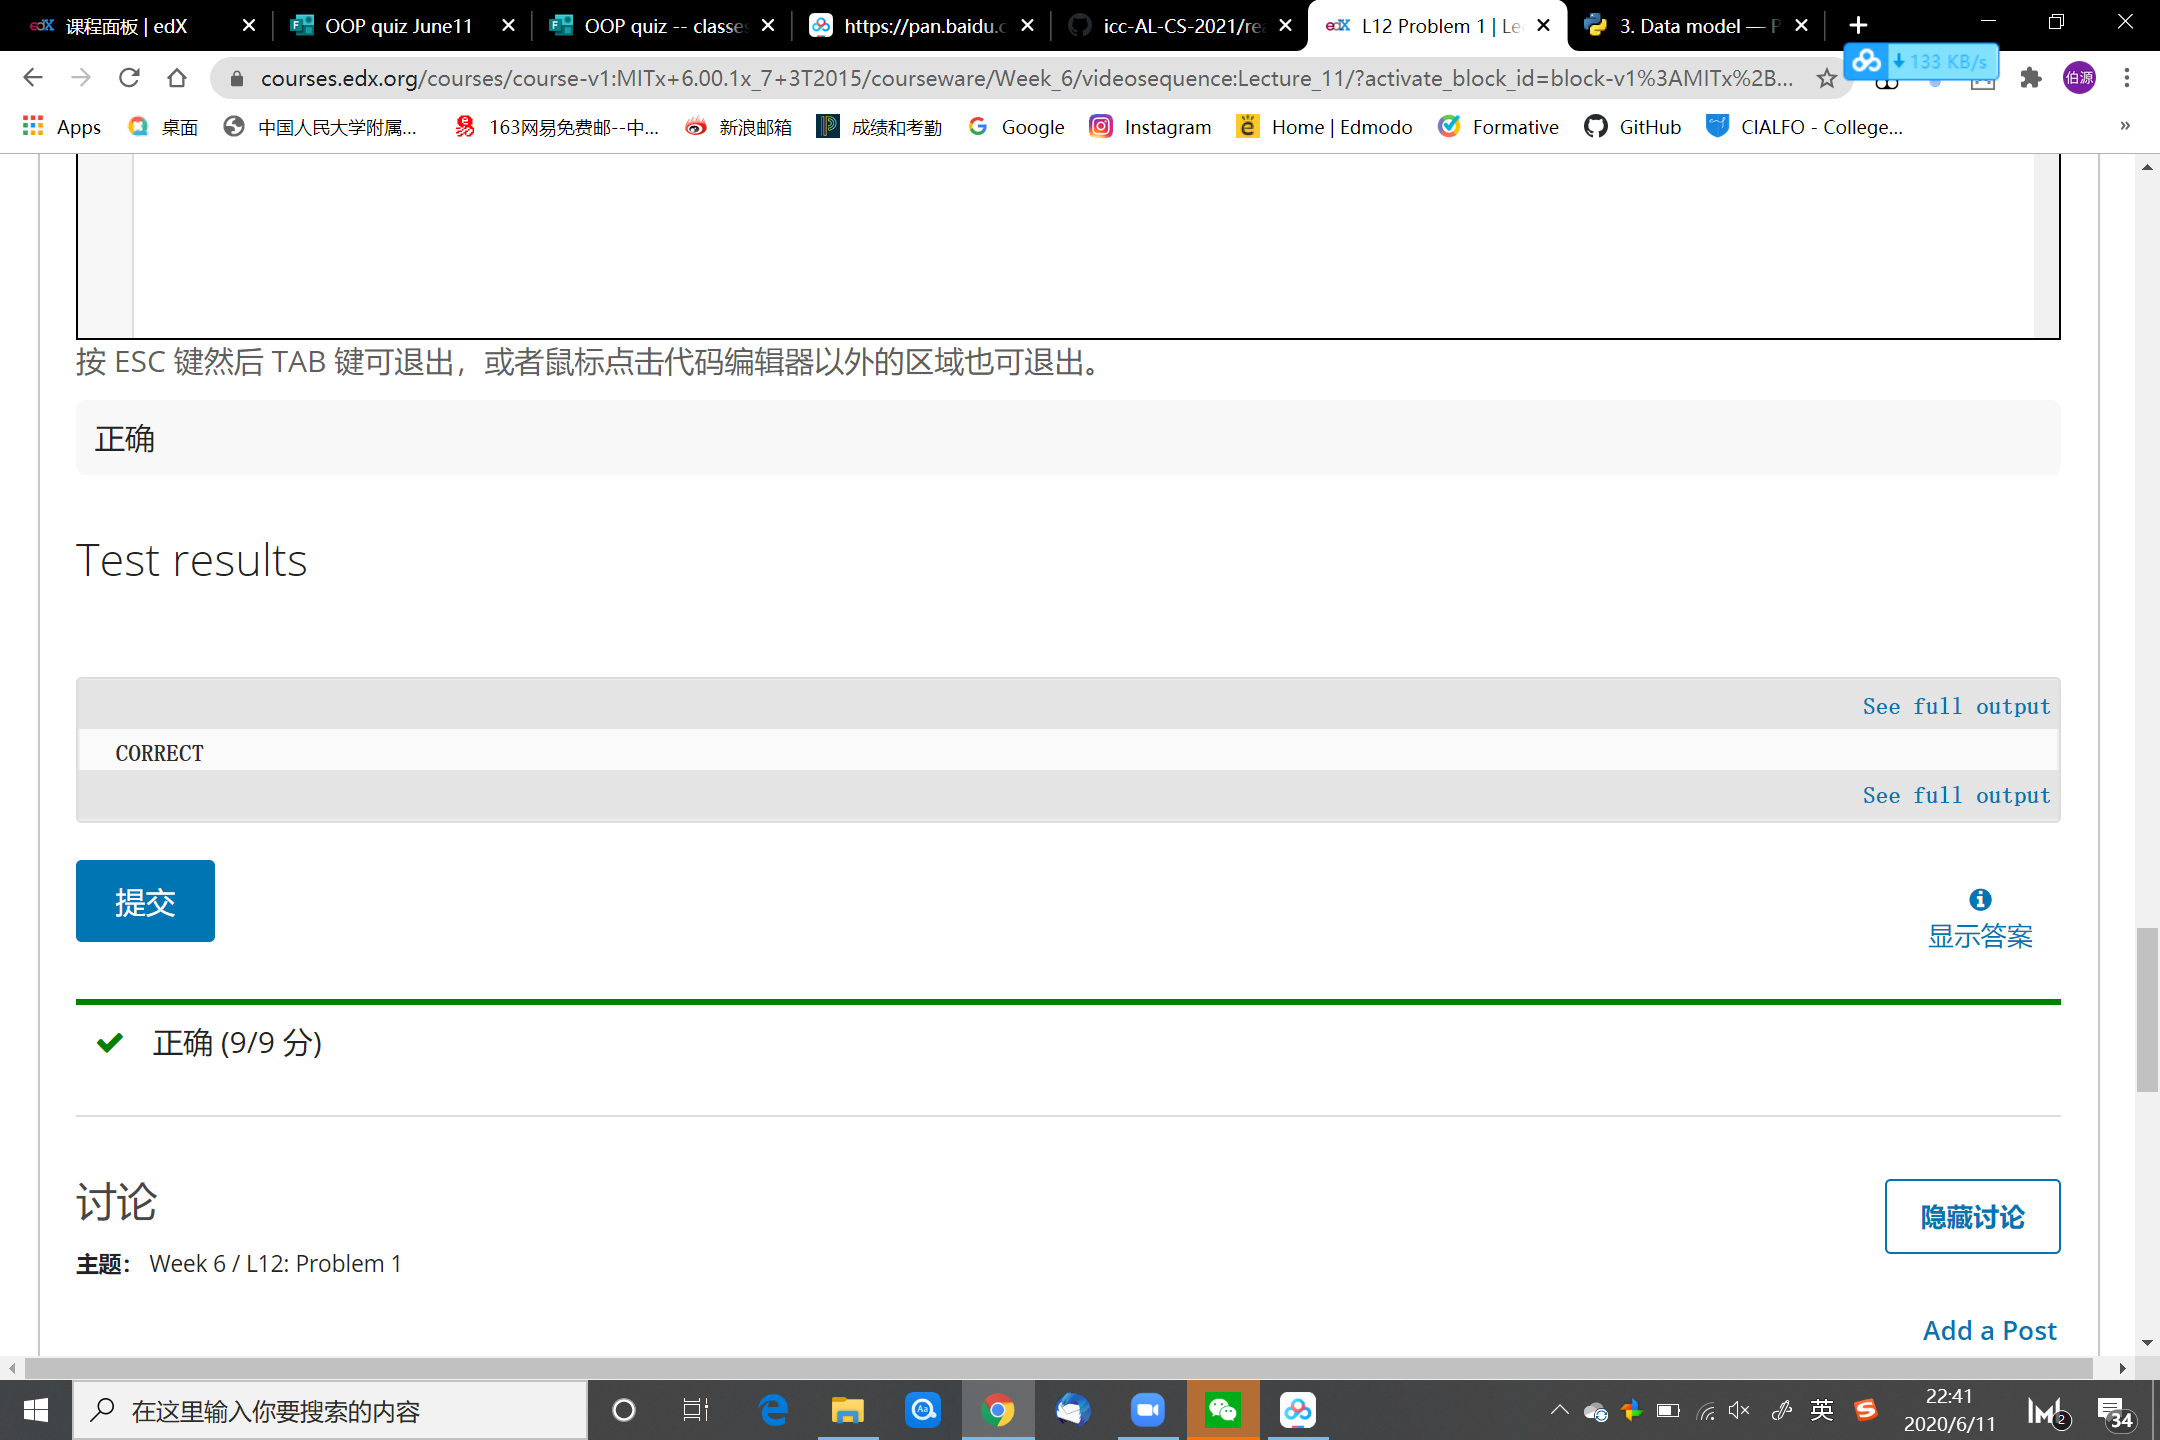 课程面板 | edX
OOP quiz June11
OOP quiz -- classes
https://pan.baidu.c
icc-AL-CS-2021/rea
L12 Problem 1 | Le
3. Data model — P
courses.edx.org/courses/course-v1:MITx+6.00.1x_7+3T2015/courseware/Week_6/videosequence:Lecture_11/?activate_block_id=block-v1%3AMITx%2B...
133 KB/s
伯源
Apps
桌面
中国人民大学附属...
163网易免费邮--中...
新浪邮箱
成绩和考勤
Google
Instagram
Home | Edmodo
Formative
GitHub
CIALFO - College...
»
按 ESC 键然后 TAB 键可退出，或者鼠标点击代码编辑器以外的区域也可退出。
正确
Test results
See full output
CORRECT
See full output
提交
显示答案
正确 (9/9 分)
讨论
隐藏讨论
主题： Week 6 / L12: Problem 1
Add a Post
在这里输入你要搜索的内容
英
22:41
2020/6/11
2
34